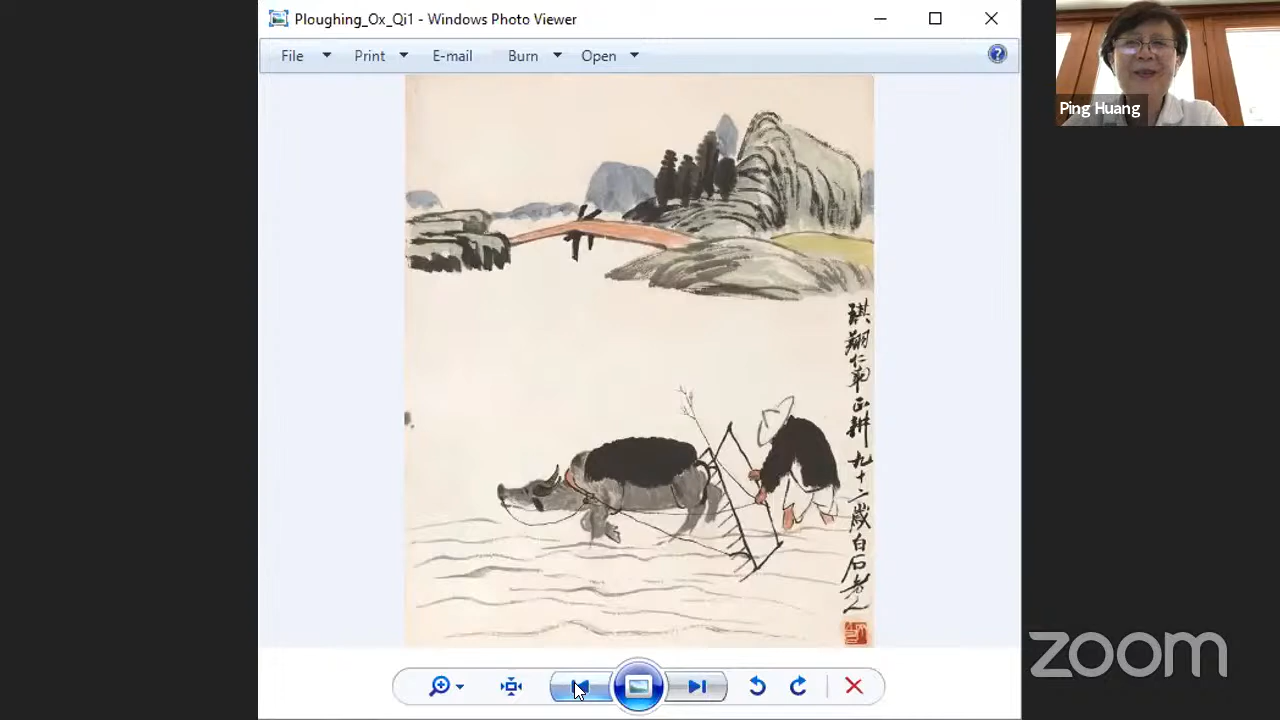 Ploughing_Ox_Qi1 - Windows Photo Viewer
File Print E-mail Burn Open
Ping Huang
琪翔仁弟正耕九十二歲白石老人
zoom